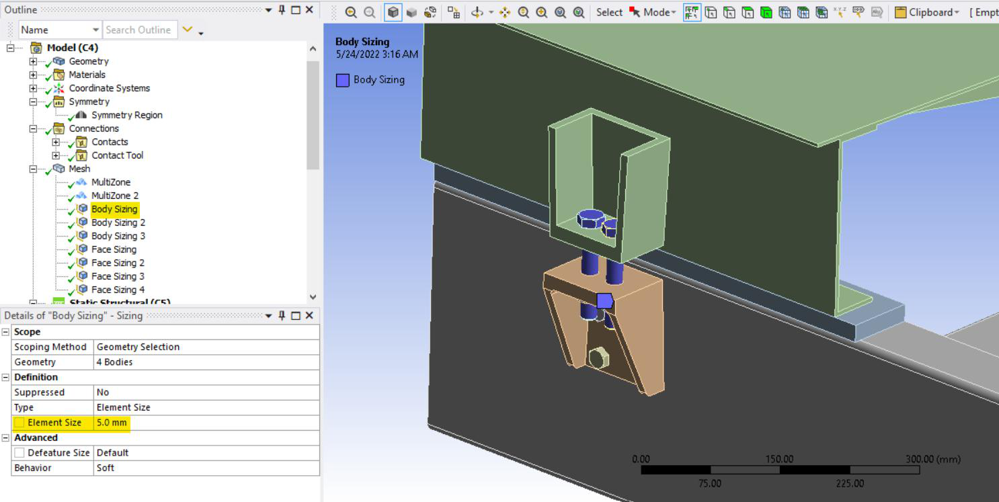 Outline
Name Search Outline
Model (C4)
Geometry
Materials
Coordinate Systems
Symmetry
Symmetry Region
Connections
Contacts
Contact Tool
Mesh
MultiZone
MultiZone 2
Body Sizing
Body Sizing 2
Body Sizing 3
Face Sizing
Face Sizing 2
Face Sizing 3
Face Sizing 4
Static Structural (C5)
Details of "Body Sizing" - Sizing
Scope
Scoping Method Geometry Selection
Geometry 4 Bodies
Definition
Suppressed No
Type Element Size
Element Size 5.0 mm
Advanced
Defeature Size Default
Behavior Soft
Select Mode Clipboard [ Empt
Body Sizing
5/24/2022 3:16 AM
Body Sizing
0.00 150.00 300.00 (mm)
75.00 225.00